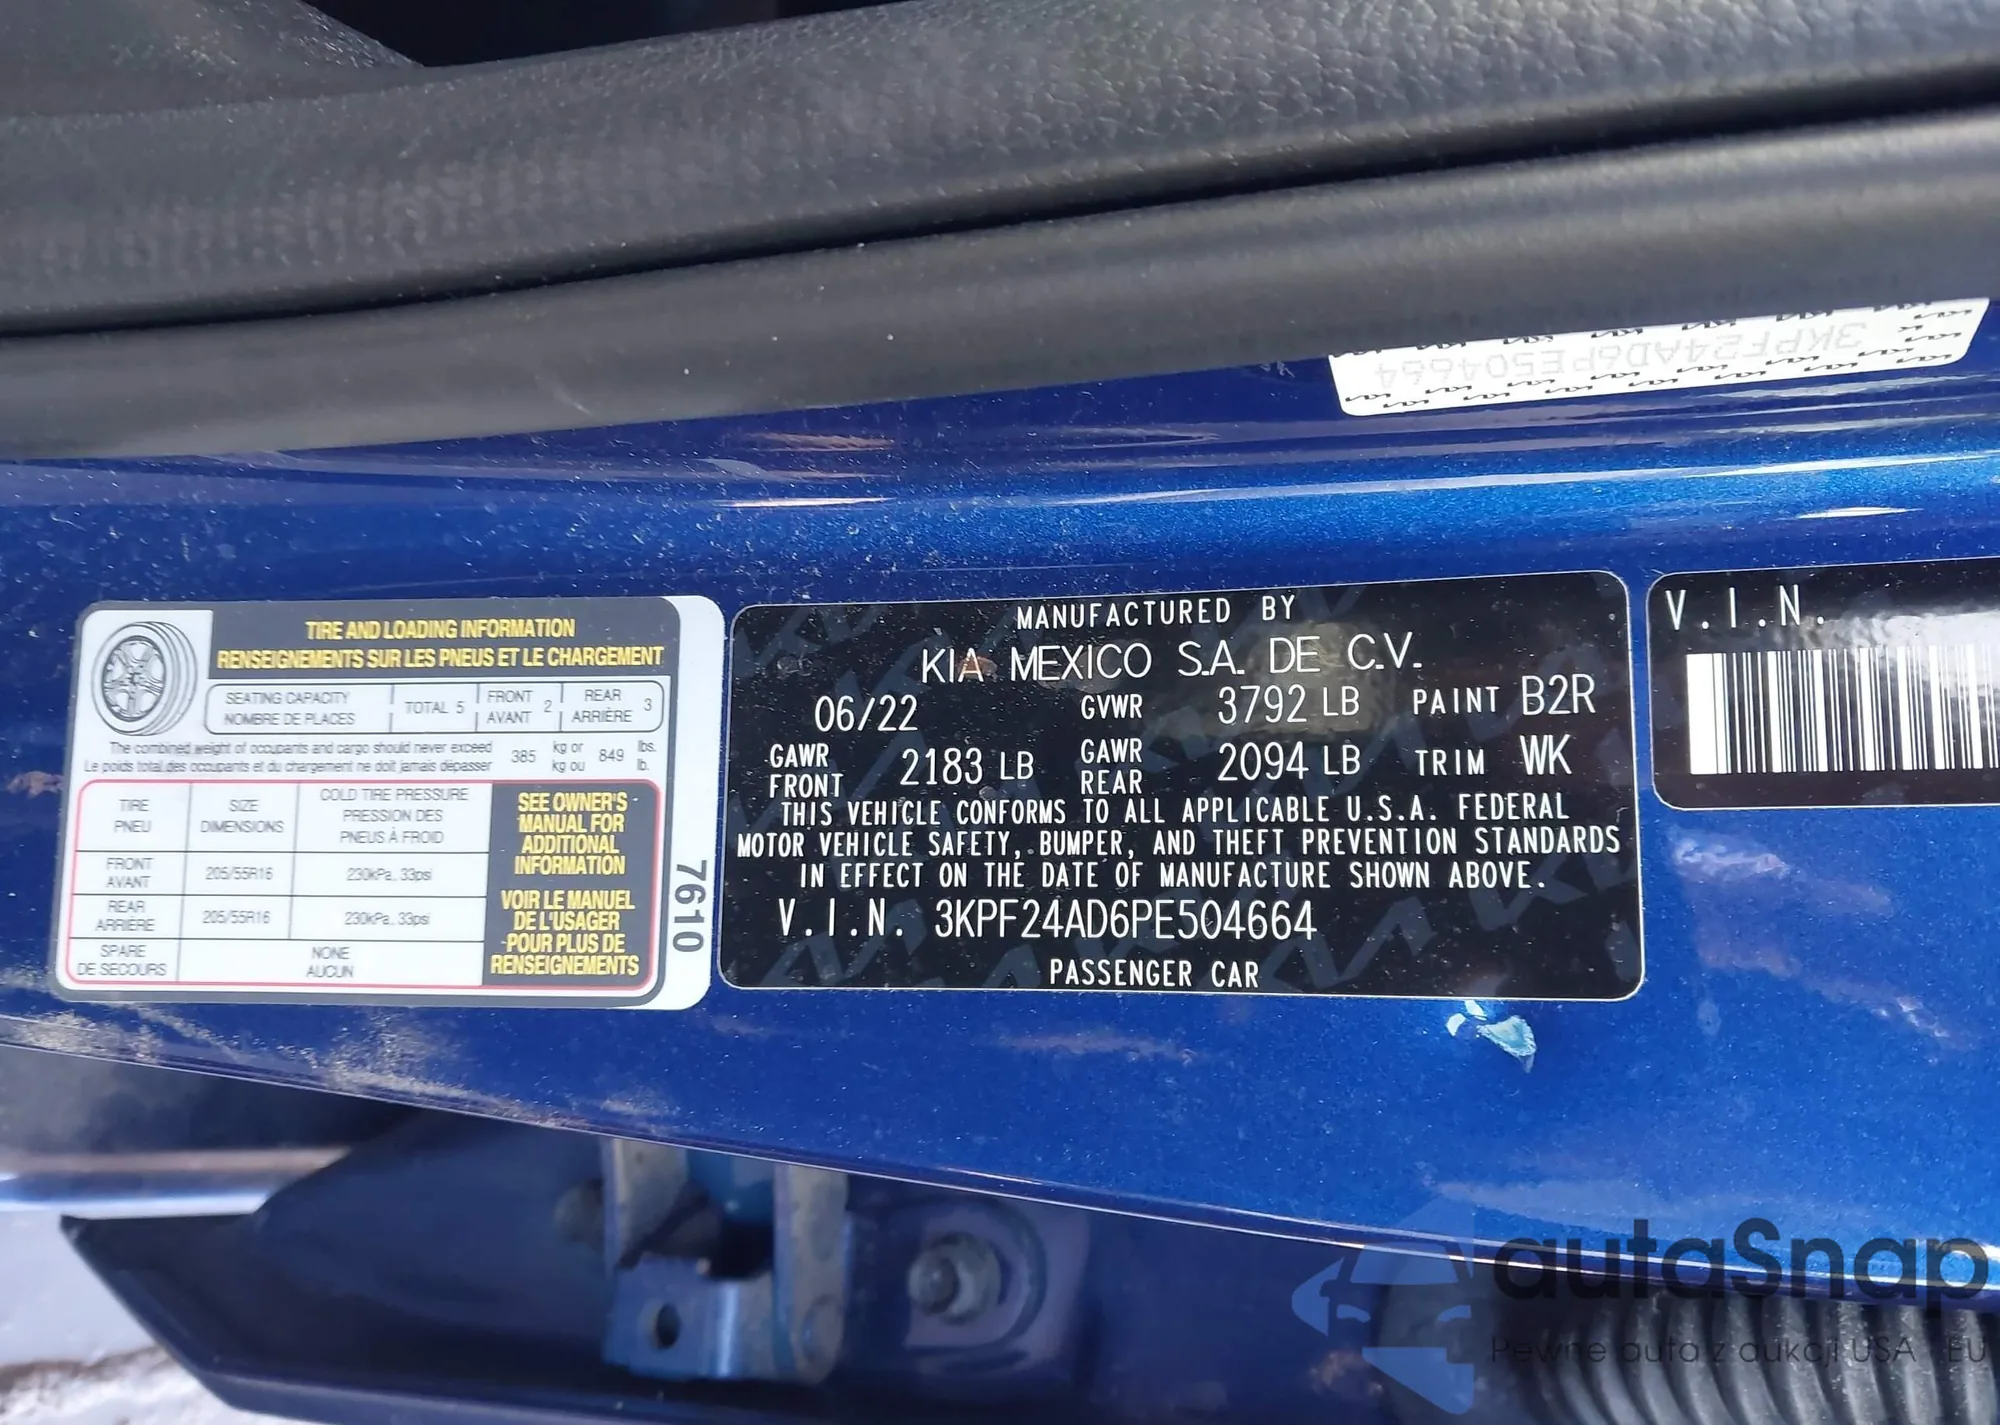 3KPF24AD6PE504664
TIRE AND LOADING INFORMATION
RENSEIGNEMENTS SUR LES PNEUS ET LE CHARGEMENT
SEATING CAPACITY
NOMBRE DE PLACES
TOTAL 5
FRONT
AVANT 2
REAR
ARRIÈRE 3
The combined weight of occupants and cargo should never exceed 385 kg or 849 lbs.
Le poids total des occupants et du chargement ne doit jamais dépasser kg ou lb.
TIRE
PNEU
SIZE
DIMENSIONS
COLD TIRE PRESSURE
PRESSION DES
PNEUS À FROID
FRONT
AVANT
205/55R16
230kPa, 33psi
REAR
ARRIÈRE
205/55R16
230kPa, 33psi
SPARE
DE SECOURS
NONE
AUCUN
SEE OWNER'S
MANUAL FOR
ADDITIONAL
INFORMATION
VOIR LE MANUEL
DE L'USAGER
POUR PLUS DE
RENSEIGNEMENTS
7610
MANUFACTURED BY
KIA MEXICO S.A. DE C.V.
06/22 GVWR 3792 LB PAINT B2R
GAWR FRONT 2183 LB GAWR REAR 2094 LB TRIM WK
THIS VEHICLE CONFORMS TO ALL APPLICABLE U.S.A. FEDERAL
MOTOR VEHICLE SAFETY, BUMPER, AND THEFT PREVENTION STANDARDS
IN EFFECT ON THE DATE OF MANUFACTURE SHOWN ABOVE.
V.I.N. 3KPF24AD6PE504664
PASSENGER CAR
V.I.N.
autaSnap
Pewne auta z aukcji USA i EU